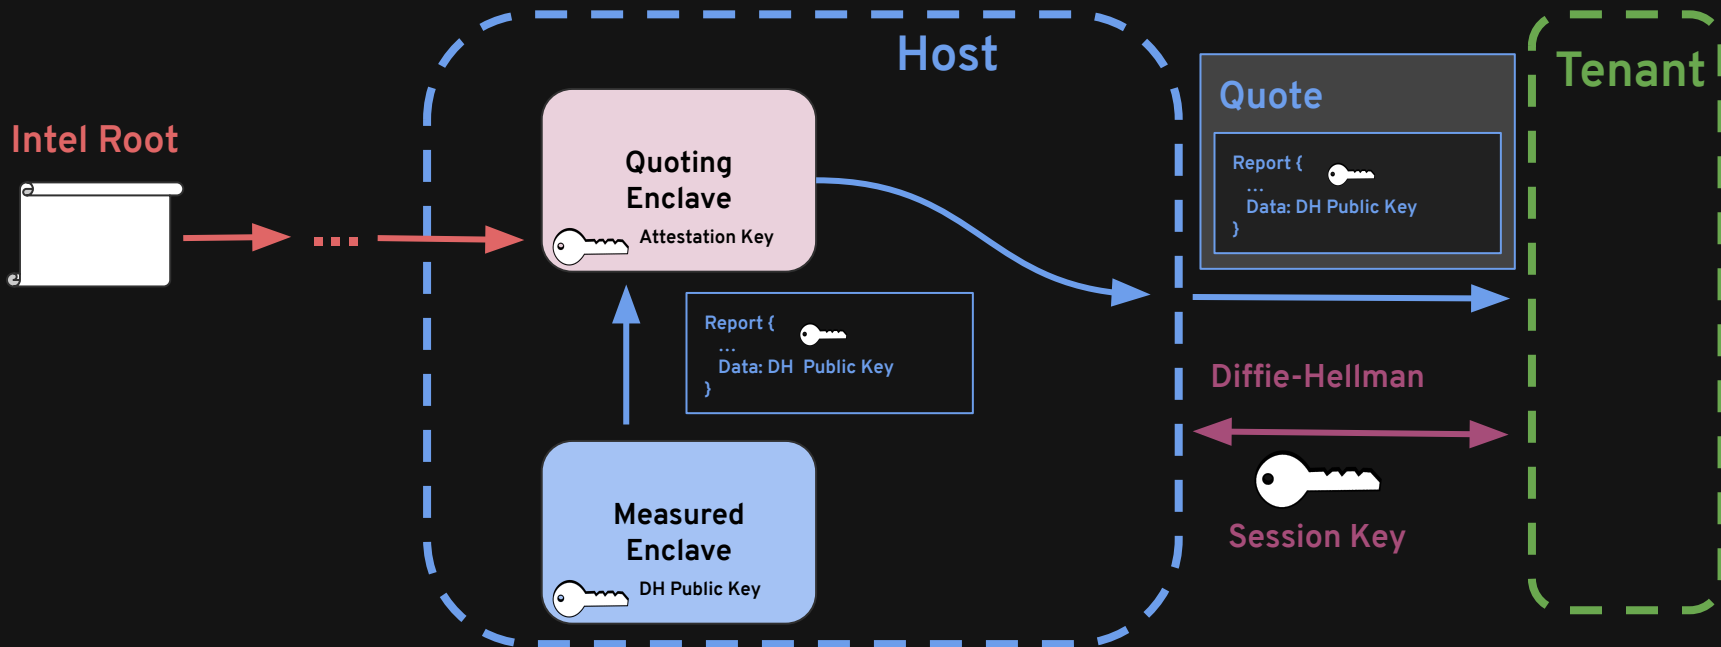 Host
Tenant
Intel Root
...
Quoting
Enclave
Attestation Key
Report {
...
Data: DH  Public Key
}
Measured
Enclave
DH Public Key
Quote
Report {
...
Data: DH Public Key
}
Diffie-Hellman
Session Key